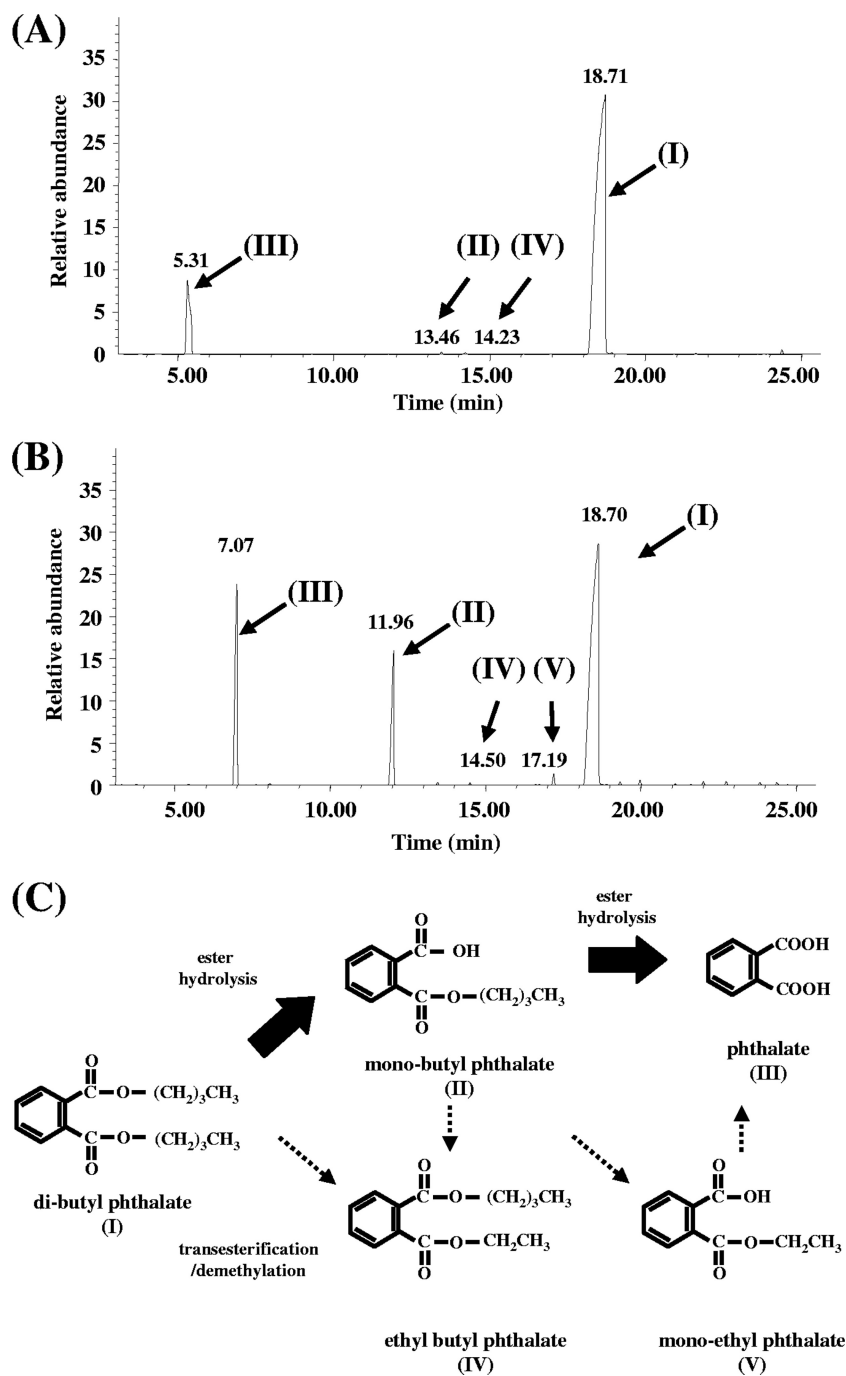 (A)
35
30
25
20
15
10
5
0
Relative abundance
18.71
(I)
(III)
5.31
(II)
(IV)
13.46
14.23
5.00
10.00
15.00
20.00
25.00
Time (min)
(B)
35
30
25
20
15
10
5
0
Relative abundance
18.70
(I)
7.07
(III)
11.96
(II)
(IV)
(V)
14.50
17.19
5.00
10.00
15.00
20.00
25.00
Time (min)
(C)
ester
hydrolysis
O
C
OH
C
O
(CH2)3CH3
O
mono-butyl phthalate
(II)
ester
hydrolysis
COOH
COOH
phthalate
(III)
O
C
O
(CH2)3CH3
C
O
(CH2)3CH3
O
di-butyl phthalate
(I)
transesterification
/demethylation
O
C
O
(CH2)3CH3
C
O
CH2CH3
O
ethyl butyl phthalate
(IV)
O
C
OH
C
O
CH2CH3
O
mono-ethyl phthalate
(V)